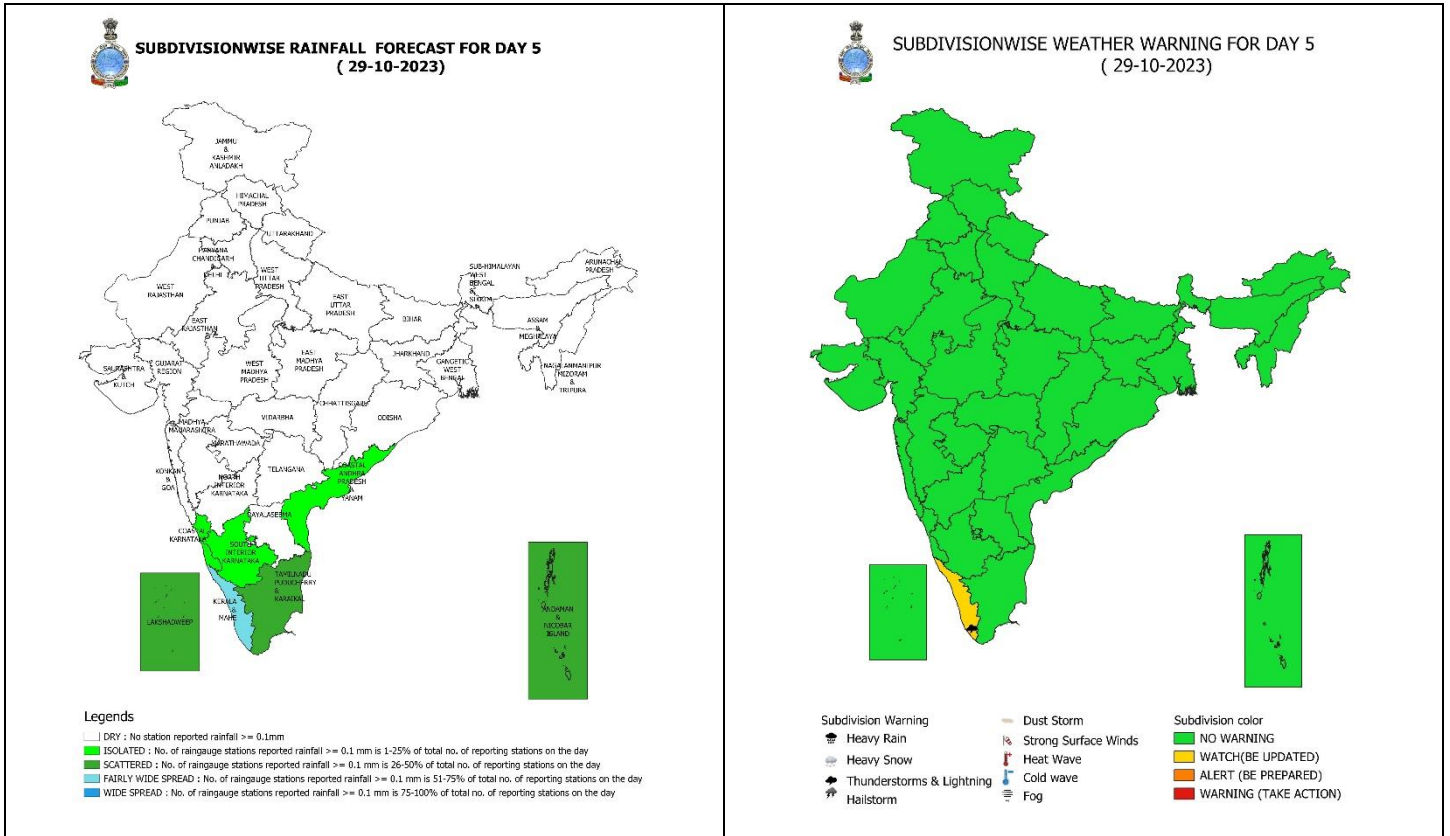 SUBDIVISIONWISE RAINFALL FORECAST FOR DAY 5
( 29-10-2023)
JAMMU
&
KASHMIR
ANLADAKH
HIMACHAL
PRADESH
PUNJAB
UTTARAKHAND
HARYANA
CHANDIGARH
&
DELHI
WEST
UTTAR
PRADESH
SUB-HIMALAYAN
WEST
BENGAL
&
SIKKIM
ARUNACHAL
PRADESH
WEST
RAJASTHAN
EAST
UTTAR
PRADESH
EAST
RAJASTHAN
BIHAR
ASSAM
&
MEGHALAYA
SAURASHTRA
&
KUTCH
GUJARAT
REGION
WEST
MADHYA
PRADESH
EAST
MADHYA
PRADESH
JHARKHAND
GANGETIC
WEST
BENGAL
NAGALANMANIPUR
MIZORAM
&
TRIPURA
CHHATTISGARH
ODISHA
VIDARBHA
MADHYA
MAHARASHTRA
MARATHAWADA
KONKAN
&
GOA
NORTH
INTERIOR
KARNATAKA
TELANGANA
COASTAL
ANDHRA
PRADESH
&
YANAM
RAYALASEEMA
COASTAL
KARNATAKA
SOUTH
INTERIOR
KARNATAKA
TAMILNADU
PUDUCHERRY
&
KARAIKAL
KERALA
&
MAHE
LAKSHADWEEP
ANDAMAN
&
NICOBAR
ISLAND
Legends
DRY : No station reported rainfall >= 0.1mm
ISOLATED : No. of raingauge stations reported rainfall >= 0.1 mm is 1-25% of total no. of reporting stations on the day
SCATTERED : No. of raingauge stations reported rainfall >= 0.1 mm is 26-50% of total no. of reporting stations on the day
FAIRLY WIDE SPREAD : No. of raingauge stations reported rainfall >= 0.1 mm is 51-75% of total no. of reporting stations on the day
WIDE SPREAD : No. of raingauge stations reported rainfall >= 0.1 mm is 75-100% of total no. of reporting stations on the day
SUBDIVISIONWISE WEATHER WARNING FOR DAY 5
( 29-10-2023)
Subdivision Warning
Heavy Rain
Heavy Snow
Thunderstorms & Lightning
Hailstorm
Dust Storm
Strong Surface Winds
Heat Wave
Cold wave
Fog
Subdivision color
NO WARNING
WATCH(BE UPDATED)
ALERT (BE PREPARED)
WARNING (TAKE ACTION)